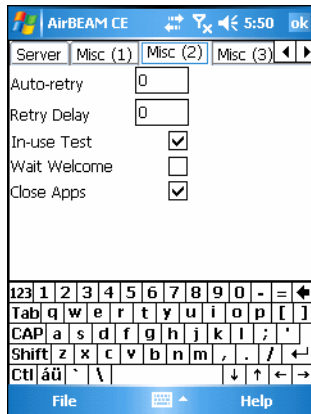 AirBEAM CE 5:50 ok
Server Misc (1) Misc (2) Misc (3)
Auto-retry 0
Retry Delay 0
In-use Test
Wait Welcome
Close Apps
123 1 2 3 4 5 6 7 8 9 0 - =
Tab q w e r t y u i o p [ ]
CAP a s d f g h j k l ; '
Shift z x c v b n m , . /
Ctl áü ` \ ↓ ↑ ← →
File Help